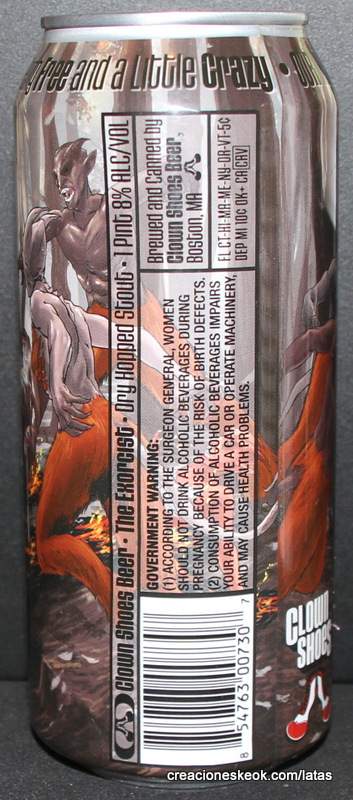 Free and a Little Crazy •
Clown Shoes Beer • The Exorcist • Dry Hopped Stout • 1 Pint 8% ALC/VOL
GOVERNMENT WARNING:
(1) ACCORDING TO THE SURGEON GENERAL, WOMEN
SHOULD NOT DRINK ALCOHOLIC BEVERAGES DURING
PREGNANCY BECAUSE OF THE RISK OF BIRTH DEFECTS.
(2) CONSUMPTION OF ALCOHOLIC BEVERAGES IMPAIRS
YOUR ABILITY TO DRIVE A CAR OR OPERATE MACHINERY,
AND MAY CAUSE HEALTH PROBLEMS.
Brewed and Canned by
Clown Shoes Beer,
Boston, MA
FL CT•HI•MA•ME•NY•OR•VT•5¢
DEP MI 10¢ OK+ CA CRV
8 54763 00730 7
CLOWN
SHOES
creacioneskeok.com/latas